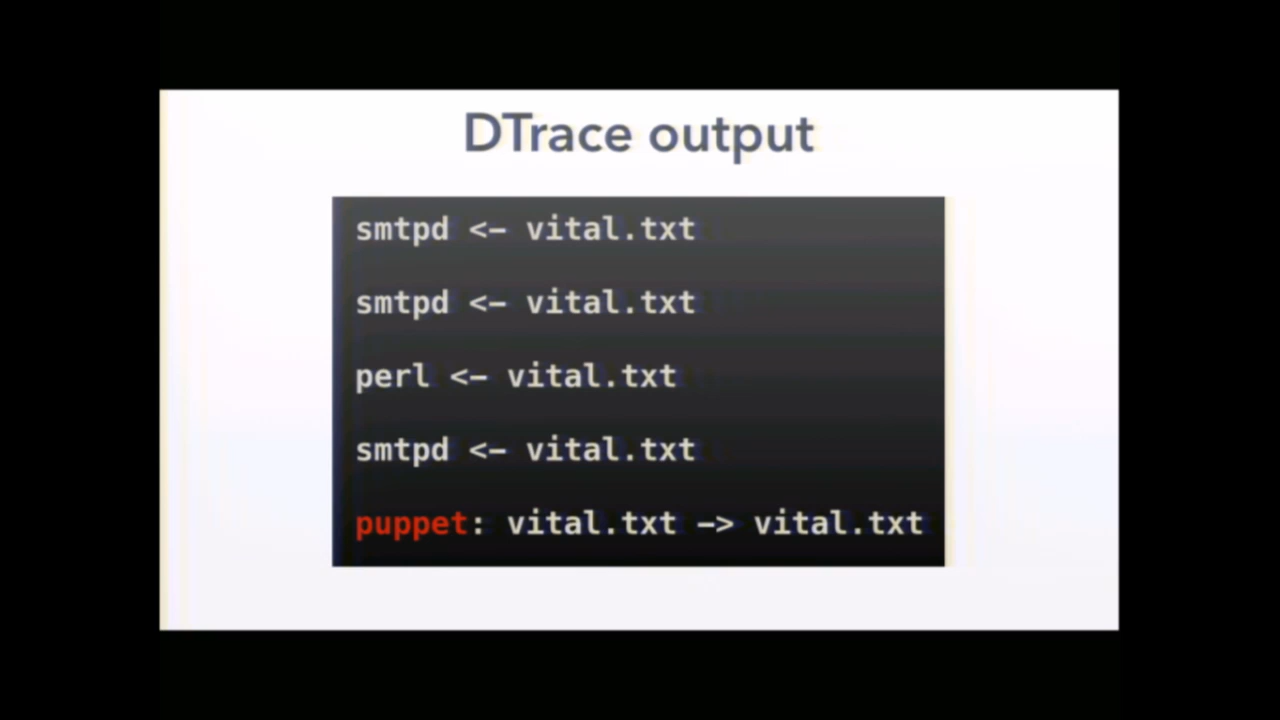 DTrace output
smtpd <- vital.txt
smtpd <- vital.txt
perl <- vital.txt
smtpd <- vital.txt
puppet: vital.txt -> vital.txt